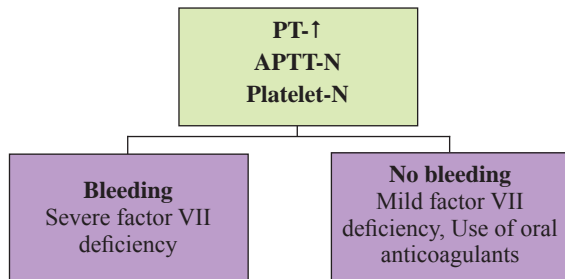 PT-↑
APTT-N
Platelet-N
Bleeding
Severe factor VII
deficiency
No bleeding
Mild factor VII
deficiency, Use of oral
anticoagulants